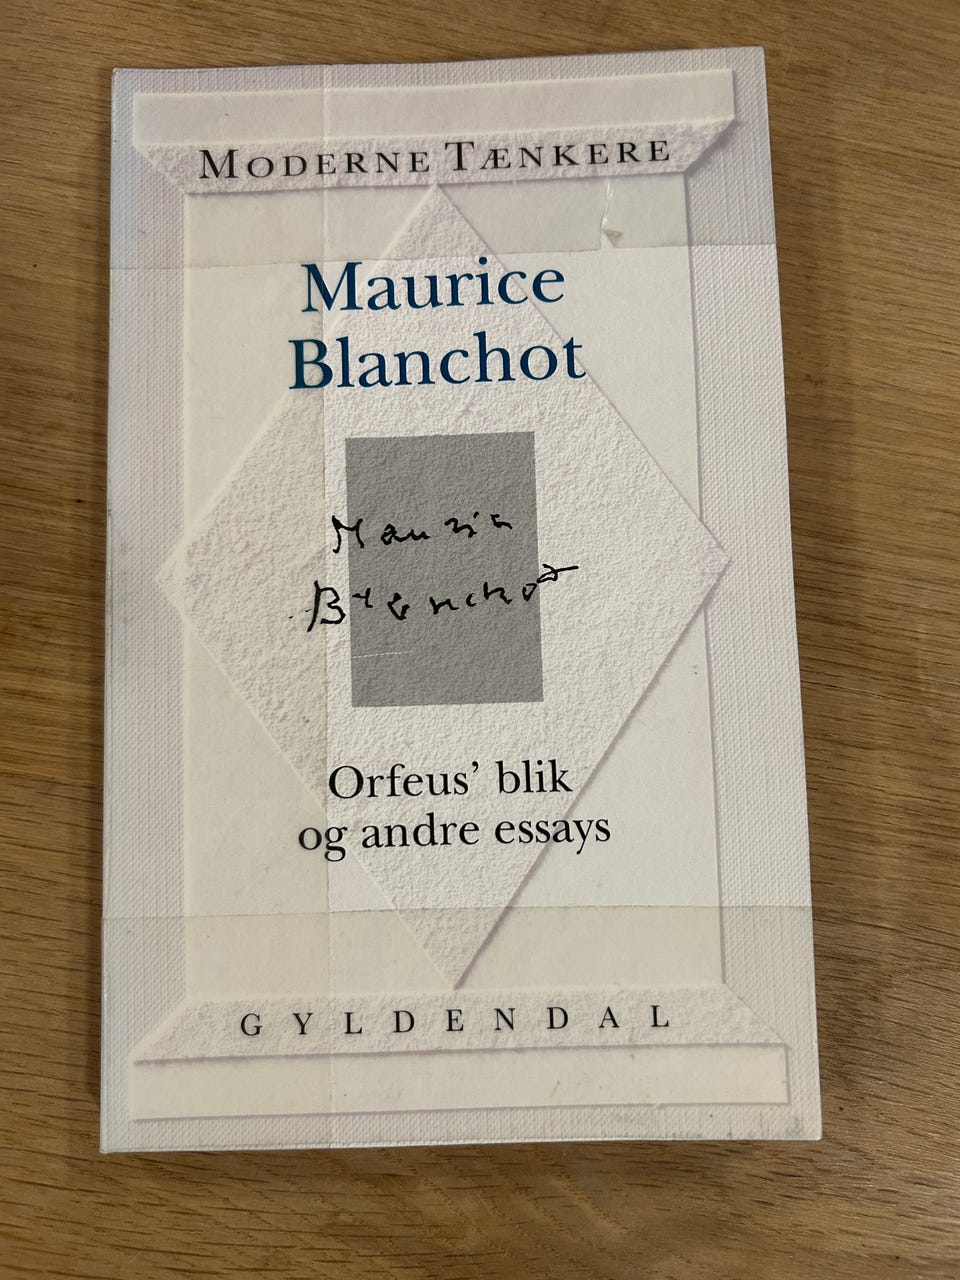 MODERNE TÆNKERE
Maurice
Blanchot
Maurice
Blanchot
Orfeus’ blik
og andre essays
GYLDENDAL